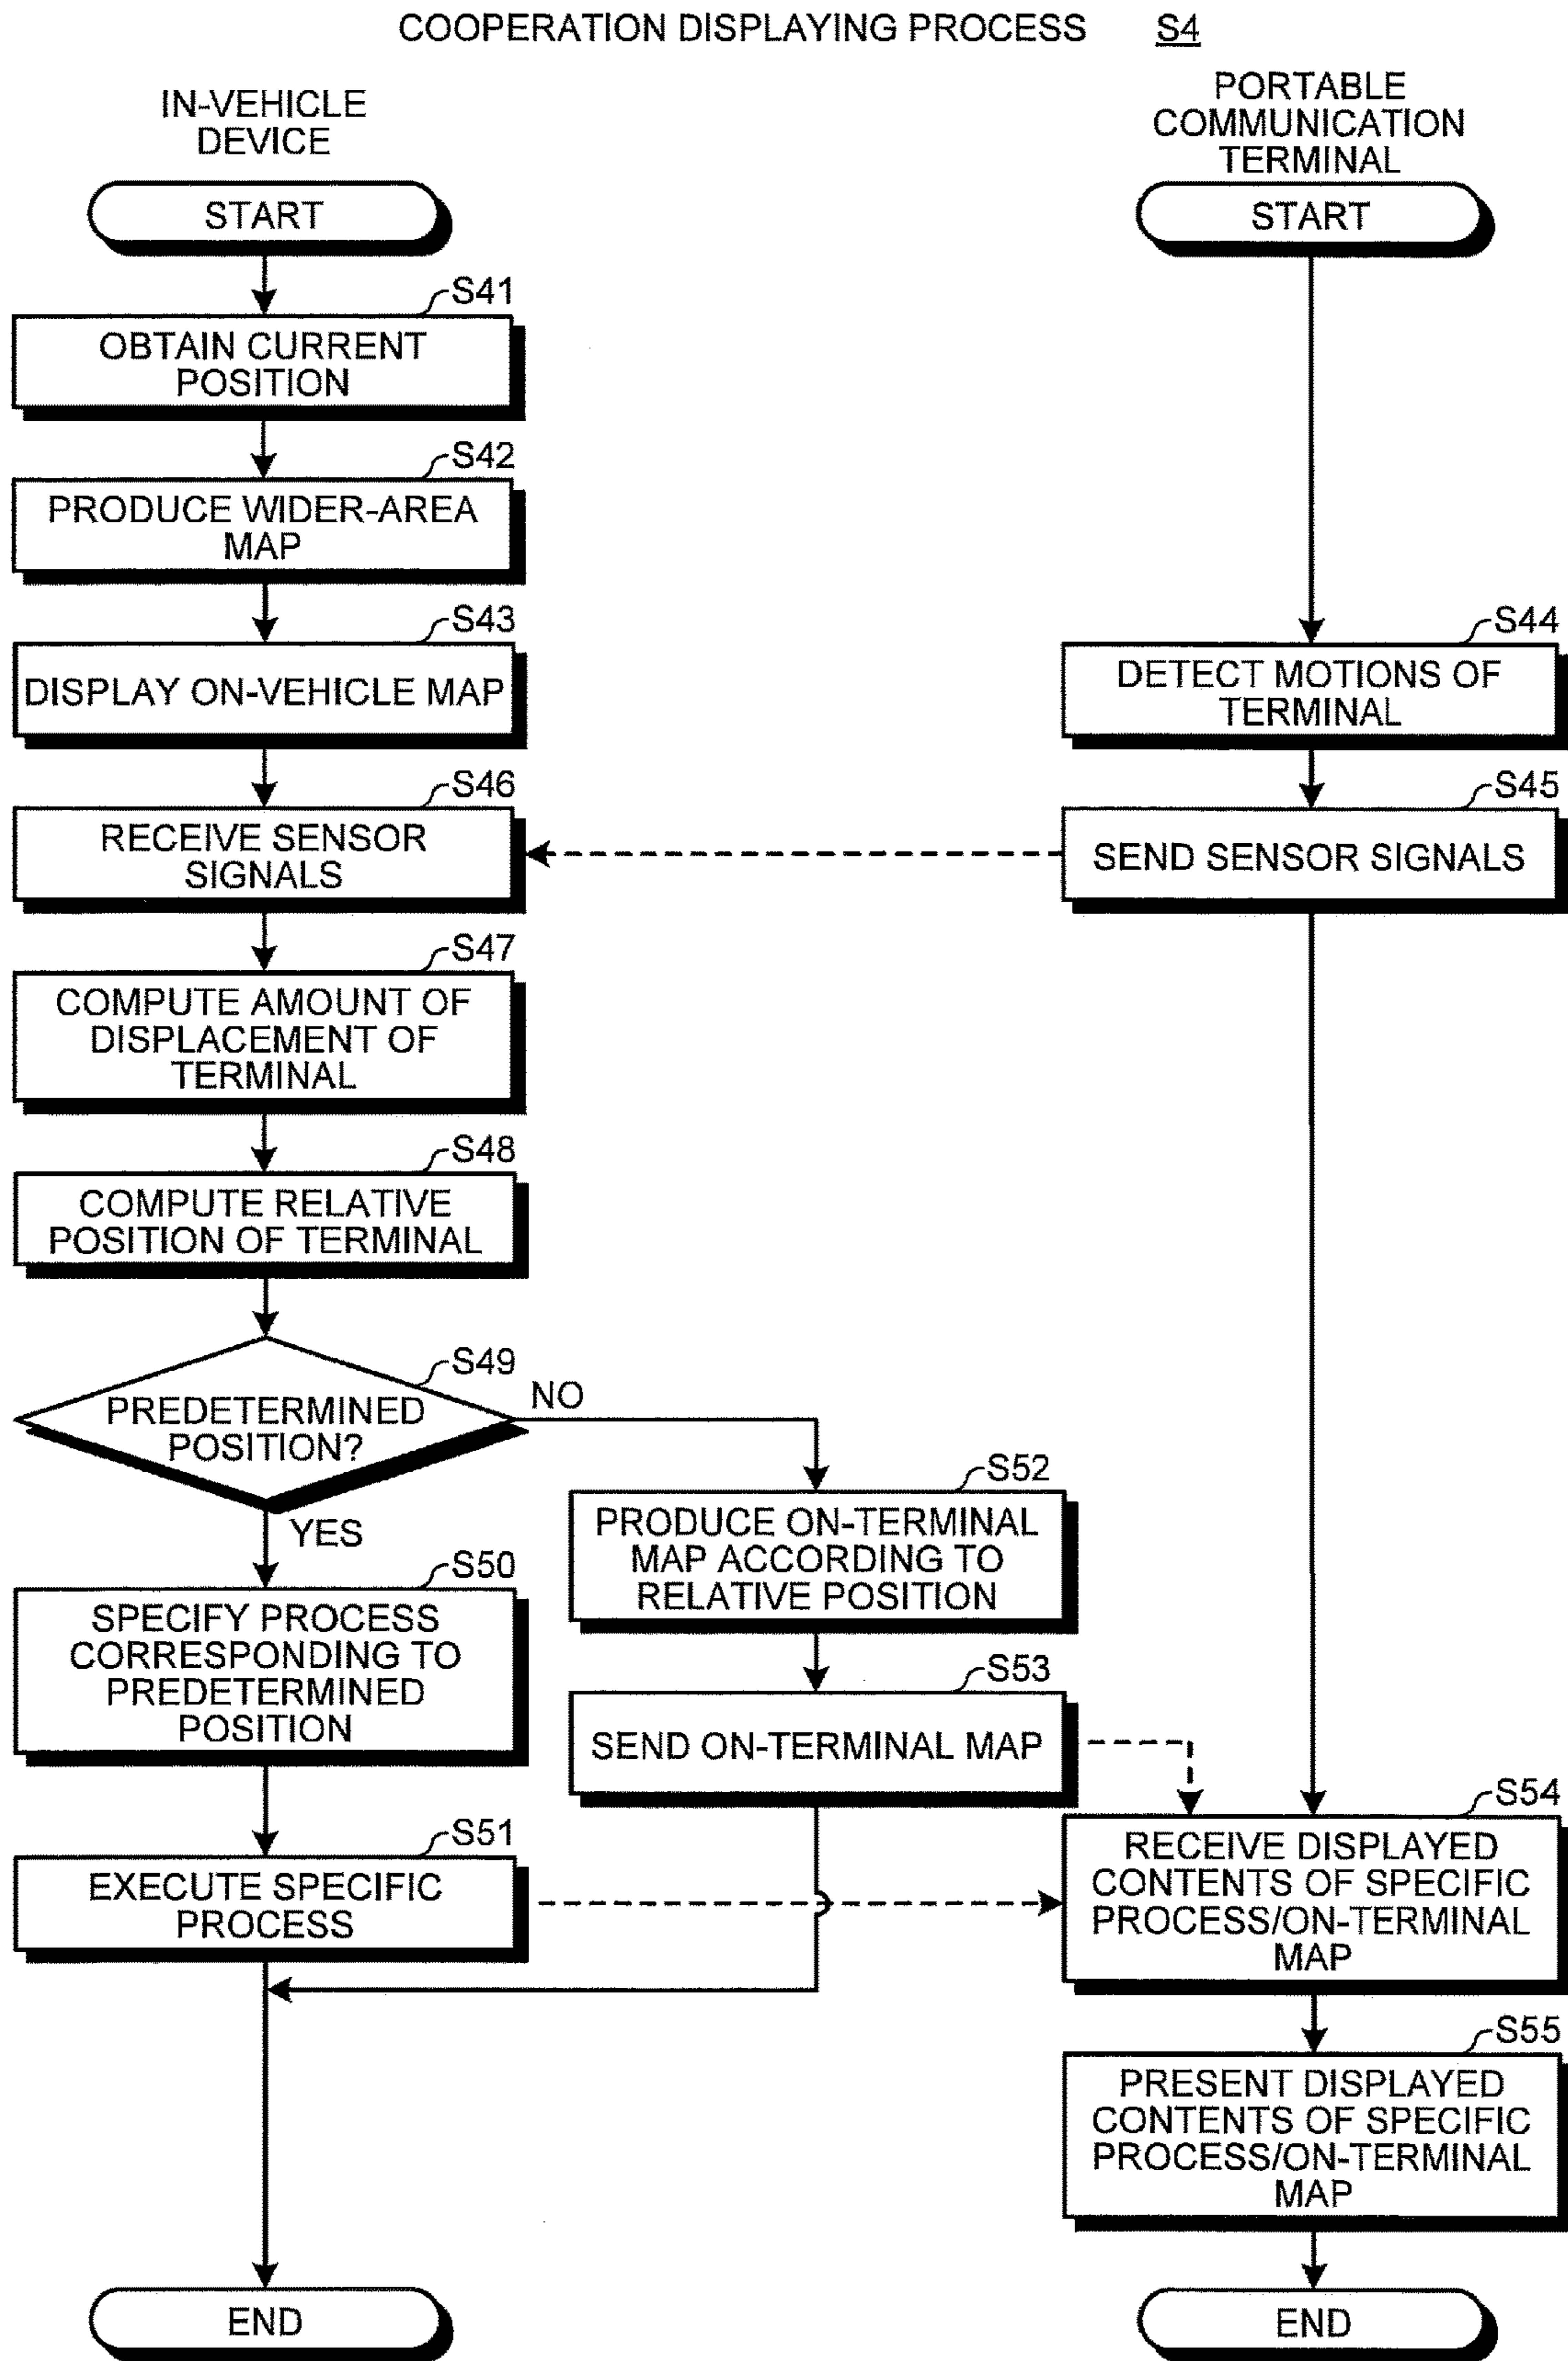 COOPERATION DISPLAYING PROCESS S4
IN-VEHICLE
DEVICE
START
S41
OBTAIN CURRENT
POSITION
S42
PRODUCE WIDER-AREA
MAP
S43
DISPLAY ON-VEHICLE MAP
S46
RECEIVE SENSOR
SIGNALS
S47
COMPUTE AMOUNT OF
DISPLACEMENT OF
TERMINAL
S48
COMPUTE RELATIVE
POSITION OF TERMINAL
S49
PREDETERMINED
POSITION?
NO
YES
S50
SPECIFY PROCESS
CORRESPONDING TO
PREDETERMINED
POSITION
S51
EXECUTE SPECIFIC
PROCESS
END
S52
PRODUCE ON-TERMINAL
MAP ACCORDING TO
RELATIVE POSITION
S53
SEND ON-TERMINAL MAP
PORTABLE
COMMUNICATION
TERMINAL
START
S44
DETECT MOTIONS OF
TERMINAL
S45
SEND SENSOR SIGNALS
S54
RECEIVE DISPLAYED
CONTENTS OF SPECIFIC
PROCESS/ON-TERMINAL
MAP
S55
PRESENT DISPLAYED
CONTENTS OF SPECIFIC
PROCESS/ON-TERMINAL
MAP
END